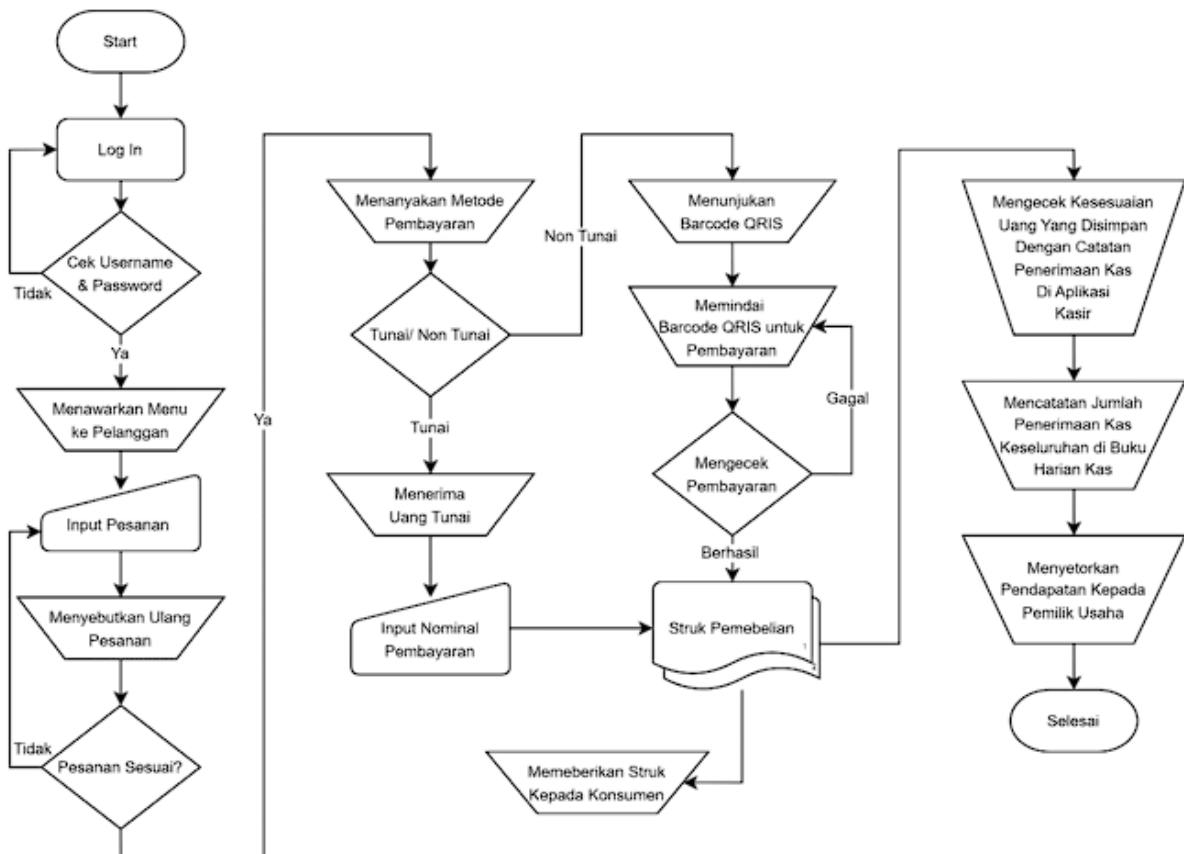 Start
Log In
Cek Username
& Password
Tidak
Ya
Menawarkan Menu
ke Pelanggan
Input Pesanan
Menyebutkan Ulang
Pesanan
Tidak
Pesanan Sesuai?
Ya
Menanyakan Metode
Pembayaran
Tunai/ Non Tunai
Non Tunai
Tunai
Menerima
Uang Tunai
Input Nominal
Pembayaran
Menunjukan
Barcode QRIS
Memindai
Barcode QRIS untuk
Pembayaran
Gagal
Mengecek
Pembayaran
Berhasil
Struk Pemebelian
1
2
Memeberikan Struk
Kepada Konsumen
Mengecek Kesesuaian
Uang Yang Disimpan
Dengan Catatan
Penerimaan Kas
Di Aplikasi
Kasir
Mencatatan Jumlah
Penerimaan Kas
Keseluruhan di Buku
Harian Kas
Menyetorkan
Pendapatan Kepada
Pemilik Usaha
Selesai